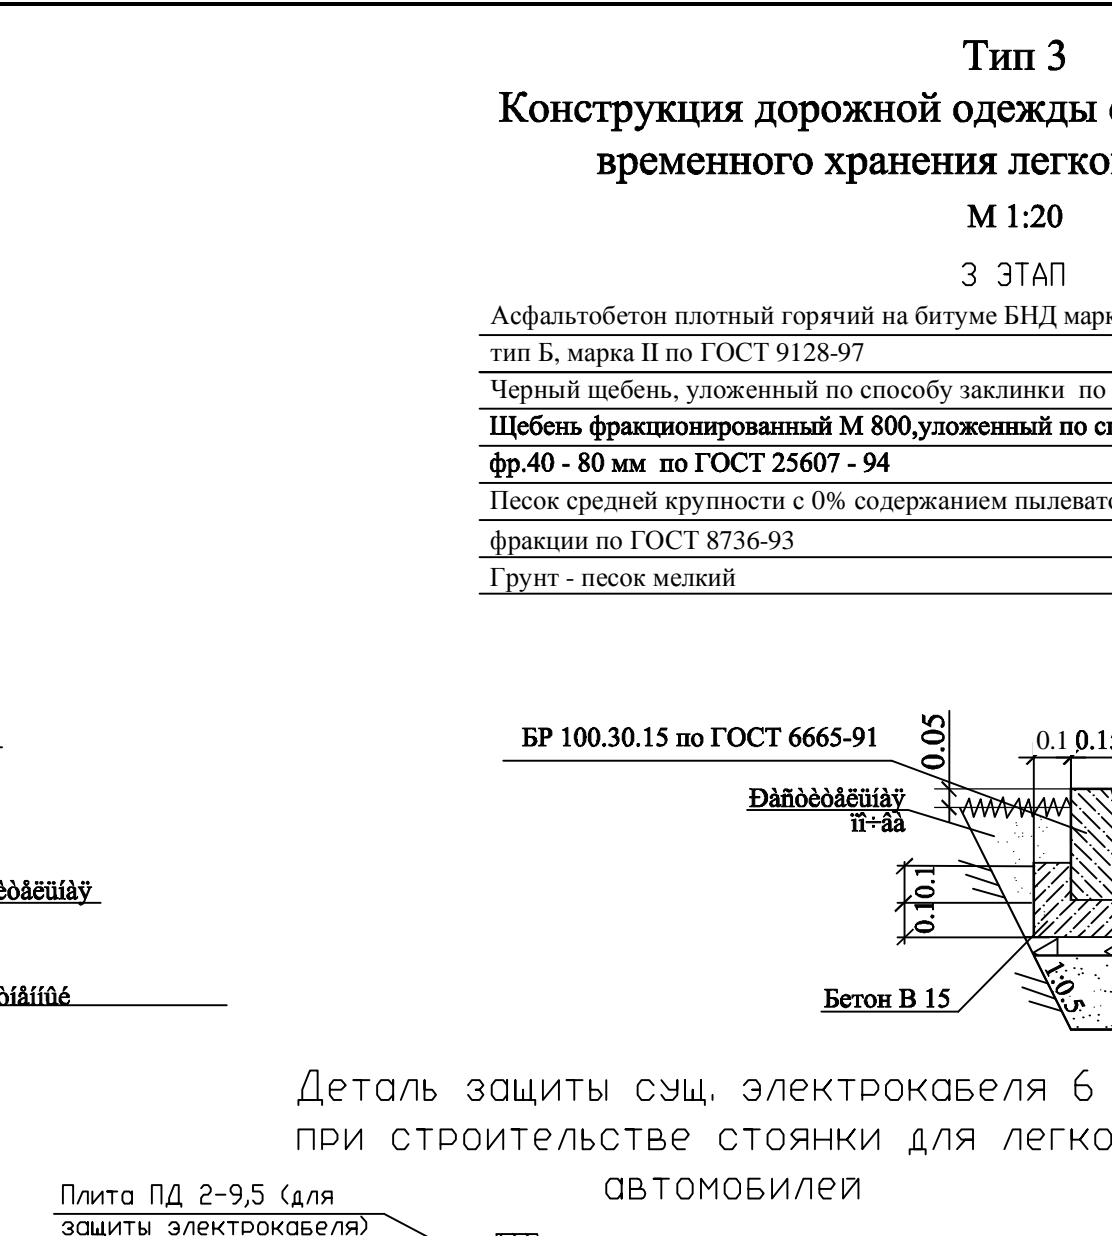 Тип 3
Конструкция дорожной одежды
временного хранения
М 1:20
3 ЭТАП
Асфальтобетон плотный горячий на битуме БНД
тип Б, марка II по ГОСТ 9128-97
Черный щебень, уложенный по способу заклинки по
Щебень фракционированный М 800,уложенный по
фр.40 - 80 мм по ГОСТ 25607 - 94
Песок средней крупности с 0% содержанием
фракции по ГОСТ 8736-93
Грунт - песок мелкий
БР 100.30.15 по ГОСТ 6665-91
0.05
0.1
Ðàñòèòåëüíàÿ
ïî÷âà
0.1
0.1
Бетон В 15
1:0.5
Деталь защиты сущ. электрокабеля 6
при строительстве стоянки для
автомобилей
Плита ПД 2-9,5 (для
защиты электрокабеля)